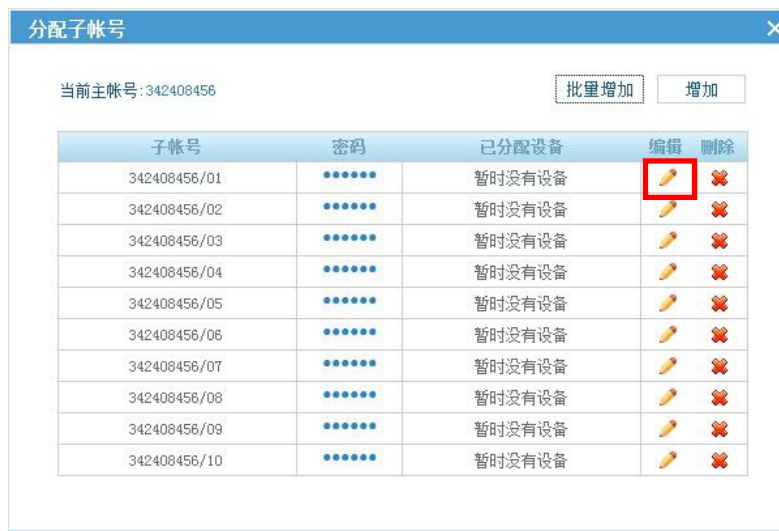 分配子帐号
当前主帐号:342408456 批量增加 增加
子帐号 密码 已分配设备 编辑 删除
342408456/01 ●●●●●● 暂时没有设备
342408456/02 ●●●●●● 暂时没有设备
342408456/03 ●●●●●● 暂时没有设备
342408456/04 ●●●●●● 暂时没有设备
342408456/05 ●●●●●● 暂时没有设备
342408456/06 ●●●●●● 暂时没有设备
342408456/07 ●●●●●● 暂时没有设备
342408456/08 ●●●●●● 暂时没有设备
342408456/09 ●●●●●● 暂时没有设备
342408456/10 ●●●●●● 暂时没有设备